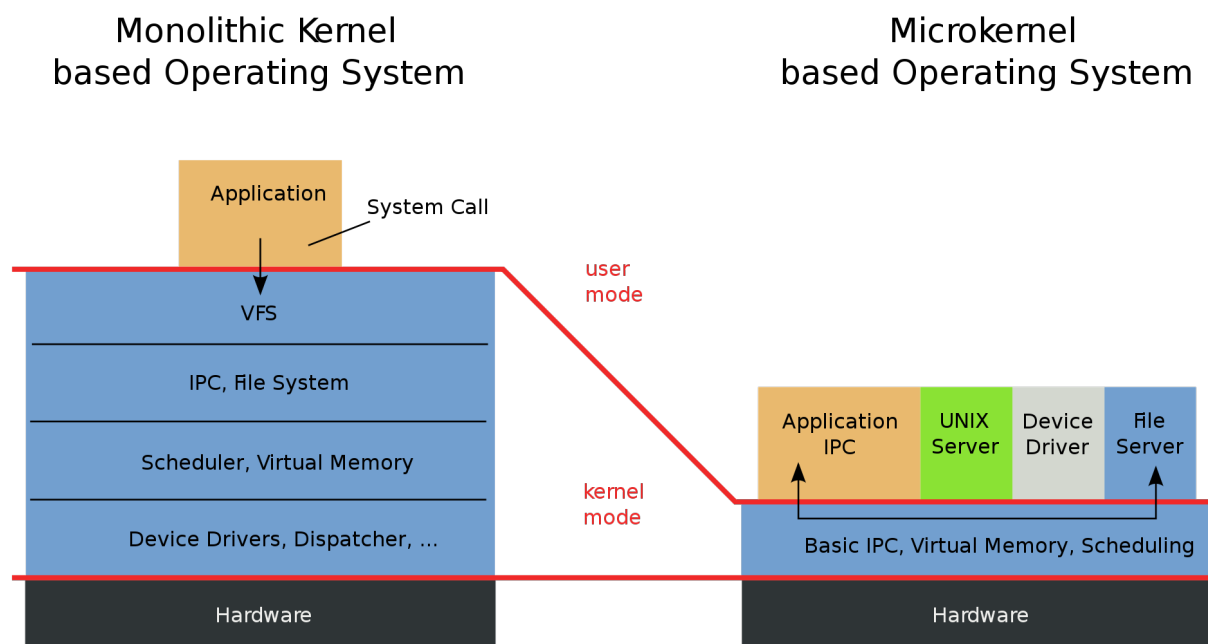 Monolithic Kernel
based Operating System
Microkernel
based Operating System
Application
System Call
VFS
IPC, File System
Scheduler, Virtual Memory
Device Drivers, Dispatcher, ...
Hardware
user
mode
kernel
mode
Application
IPC
UNIX
Server
Device
Driver
File
Server
Basic IPC, Virtual Memory, Scheduling
Hardware